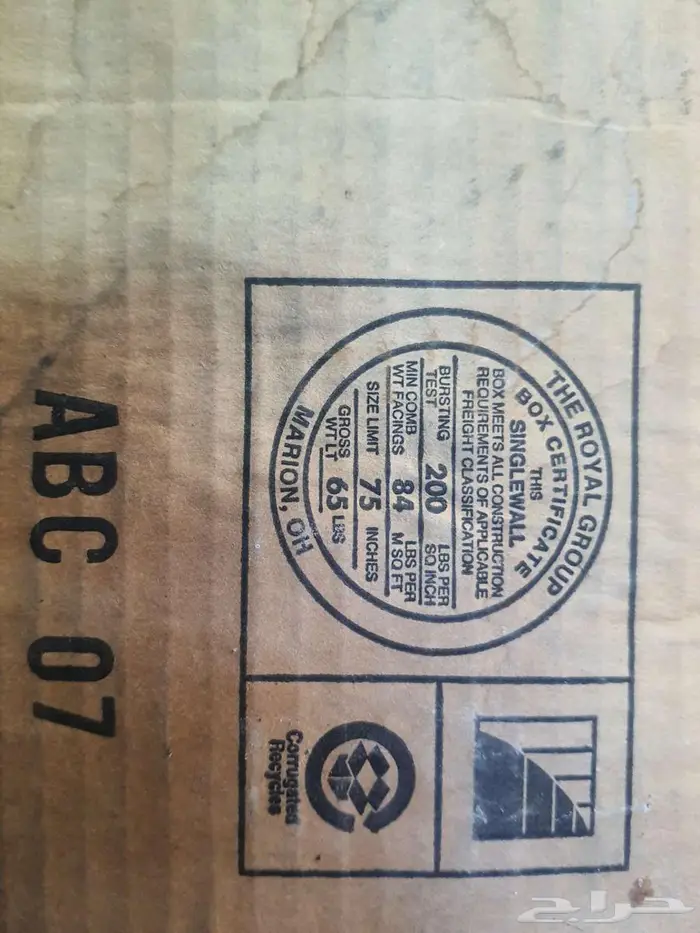 THE ROYAL GROUP
BOX CERTIFICATE
THIS
SINGLEWALL
BOX MEETS ALL CONSTRUCTION
REQUIREMENTS OF APPLICABLE
FREIGHT CLASSIFICATION
BURSTING TEST 200 LBS PER SQ INCH
MIN COMB WT FACINGS 84 LBS PER M SQ FT
SIZE LIMIT 75 INCHES
GROSS WT LT 65 LBS
MARION, OH
Corrugated
Recycles
ABC 07
حراج